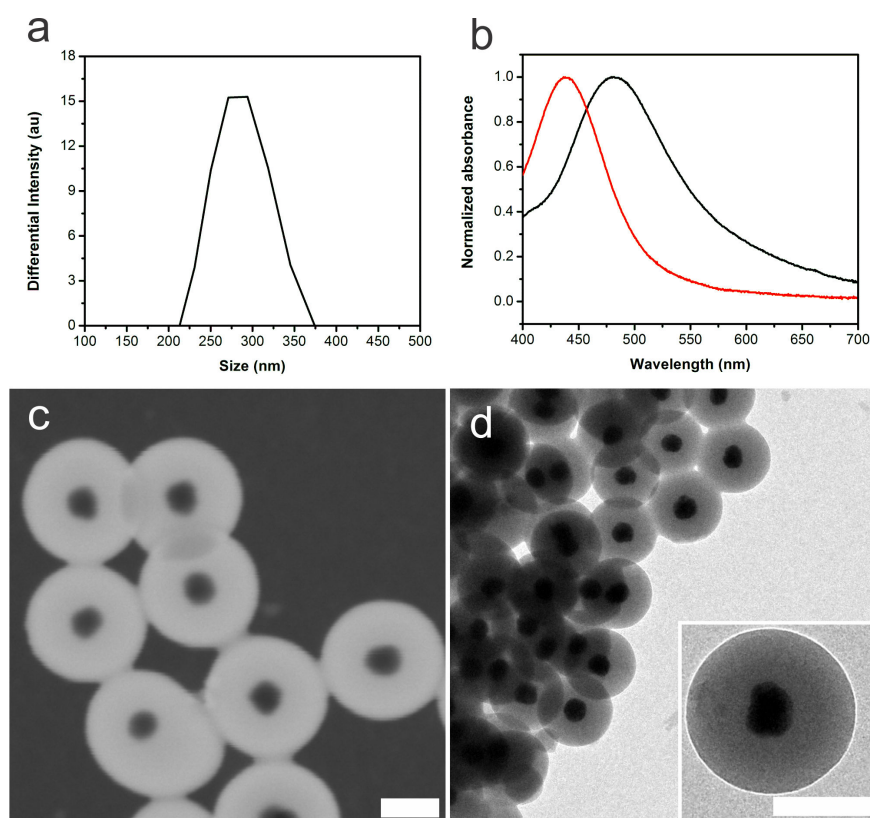 a
18
15
12
9
6
3
0
Differential Intensity (au)
100 150 200 250 300 350 400 450 500
Size (nm)
b
1.0
0.8
0.6
0.4
0.2
0.0
Normalized absorbance
400 450 500 550 600 650 700
Wavelength (nm)
c
d